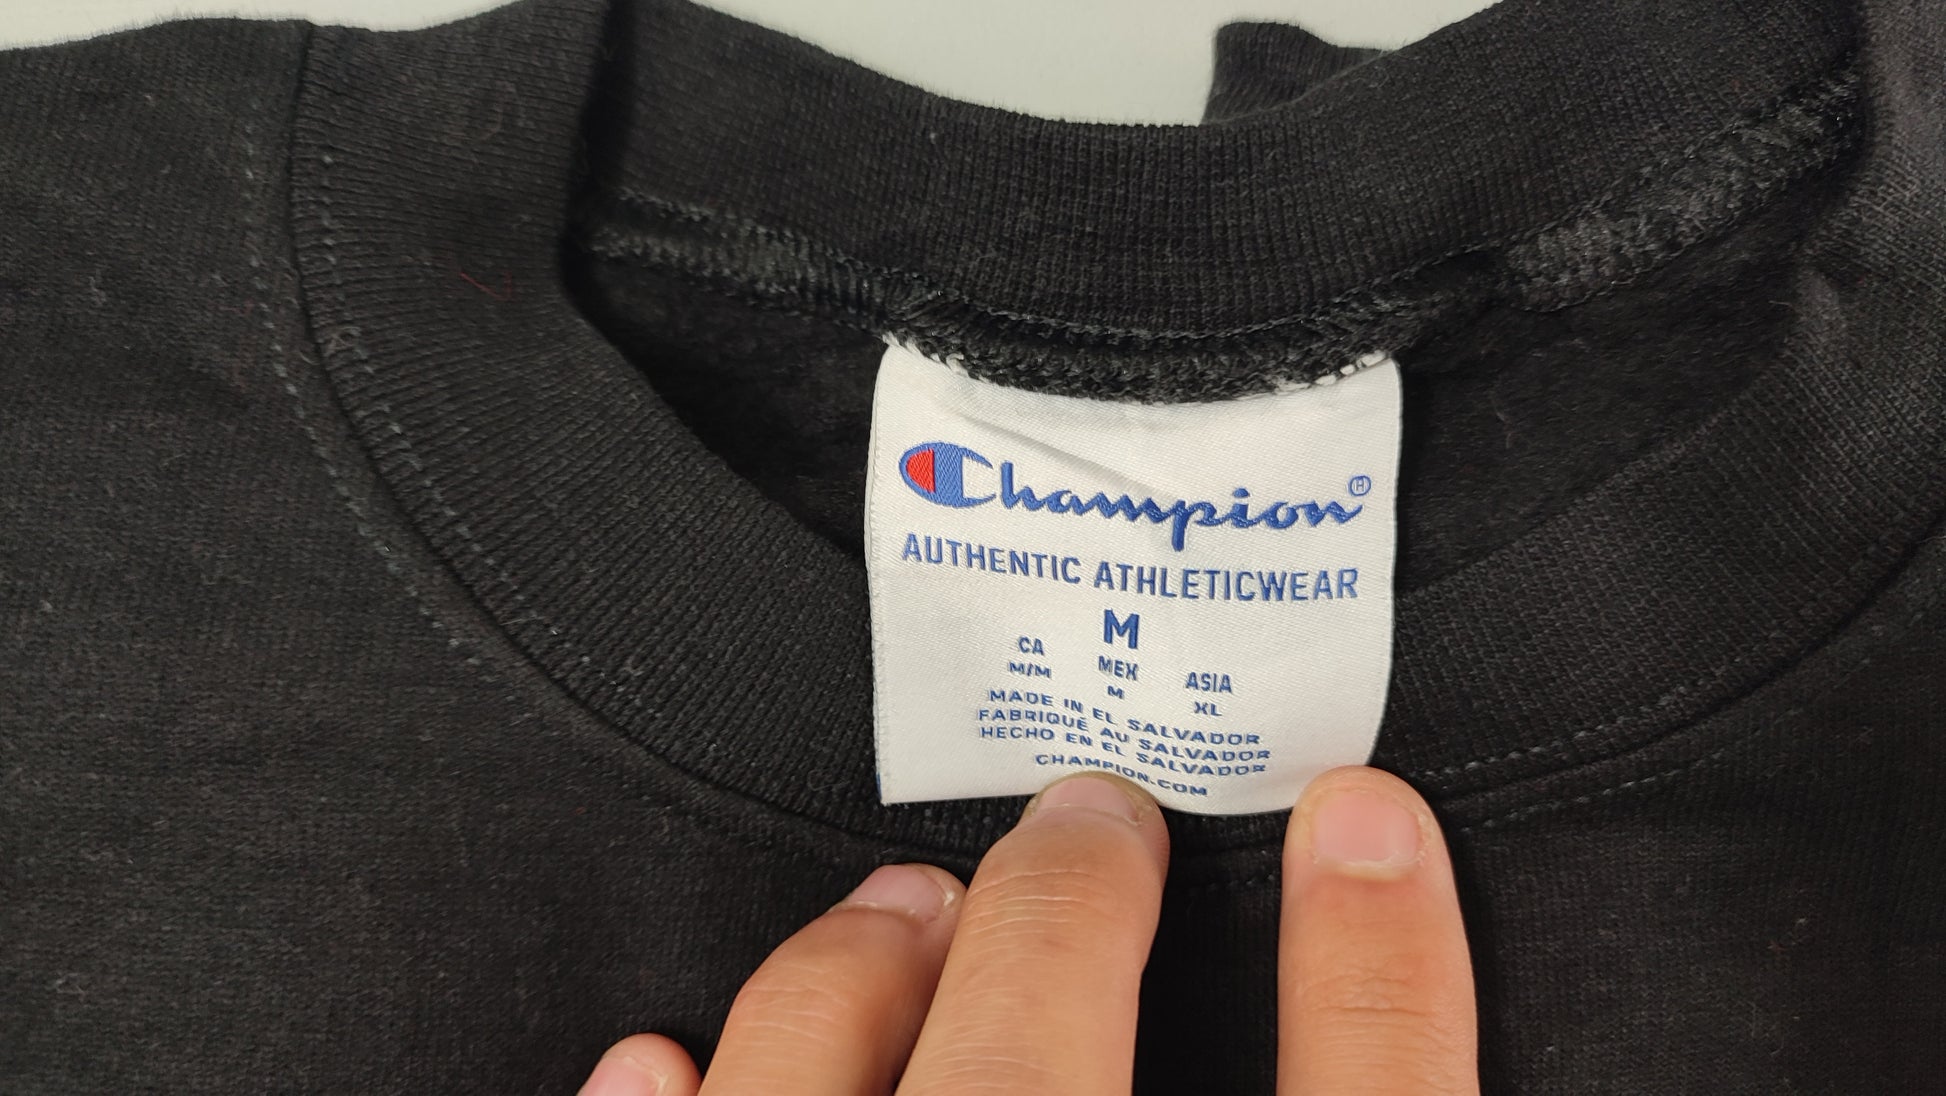 Champion®
AUTHENTIC ATHLETICWEAR
M
CA MEX ASIA
M/M M XL
MADE IN EL SALVADOR
FABRIQUÉ AU SALVADOR
HECHO EN EL SALVADOR
CHAMPION.COM